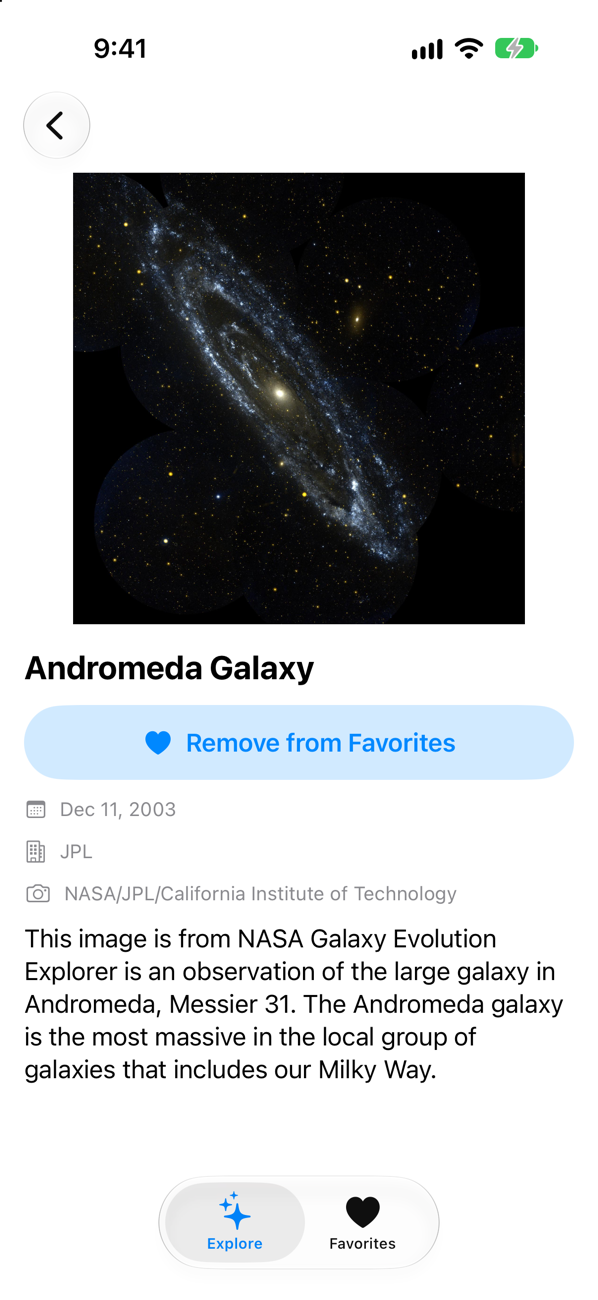 9:41
Andromeda Galaxy
Remove from Favorites
Dec 11, 2003
JPL
NASA/JPL/California Institute of Technology
This image is from NASA Galaxy Evolution
Explorer is an observation of the large galaxy in
Andromeda, Messier 31. The Andromeda galaxy
is the most massive in the local group of
galaxies that includes our Milky Way.
Explore
Favorites